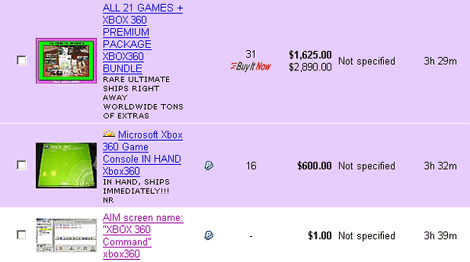 ALL 21 GAMES +
XBOX 360
PREMIUM
PACKAGE
XBOX360
BUNDLE
RARE ULTIMATE
SHIPS RIGHT
AWAY
WORLDWIDE TONS
OF EXTRAS
31
Buy It Now
$1,625.00
$2,890.00
Not specified
3h 29m
Microsoft Xbox
360 Game
Console IN HAND
Xbox360
IN HAND, SHIPS
IMMEDIATELY!!!
NR
16
$600.00
Not specified
3h 32m
AIM screen name:
"XBOX 360
Command"
xbox360
-
$1.00
Not specified
3h 39m